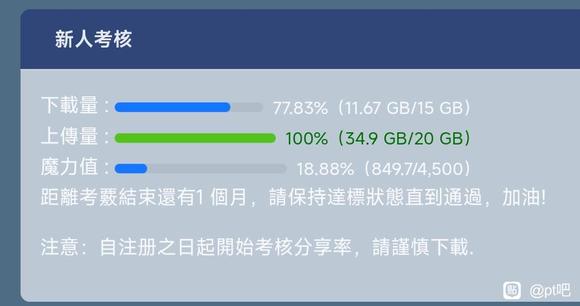 新人考核
下載量：77.83%（11.67 GB/15 GB）
上傳量：100%（34.9 GB/20 GB）
魔力值：18.88%（849.7/4,500）
距離考覈結束還有1 個月，請保持達標狀態直到通過，加油!
注意：自注册之日起開始考核分享率，請謹慎下載.
貼 @pt吧